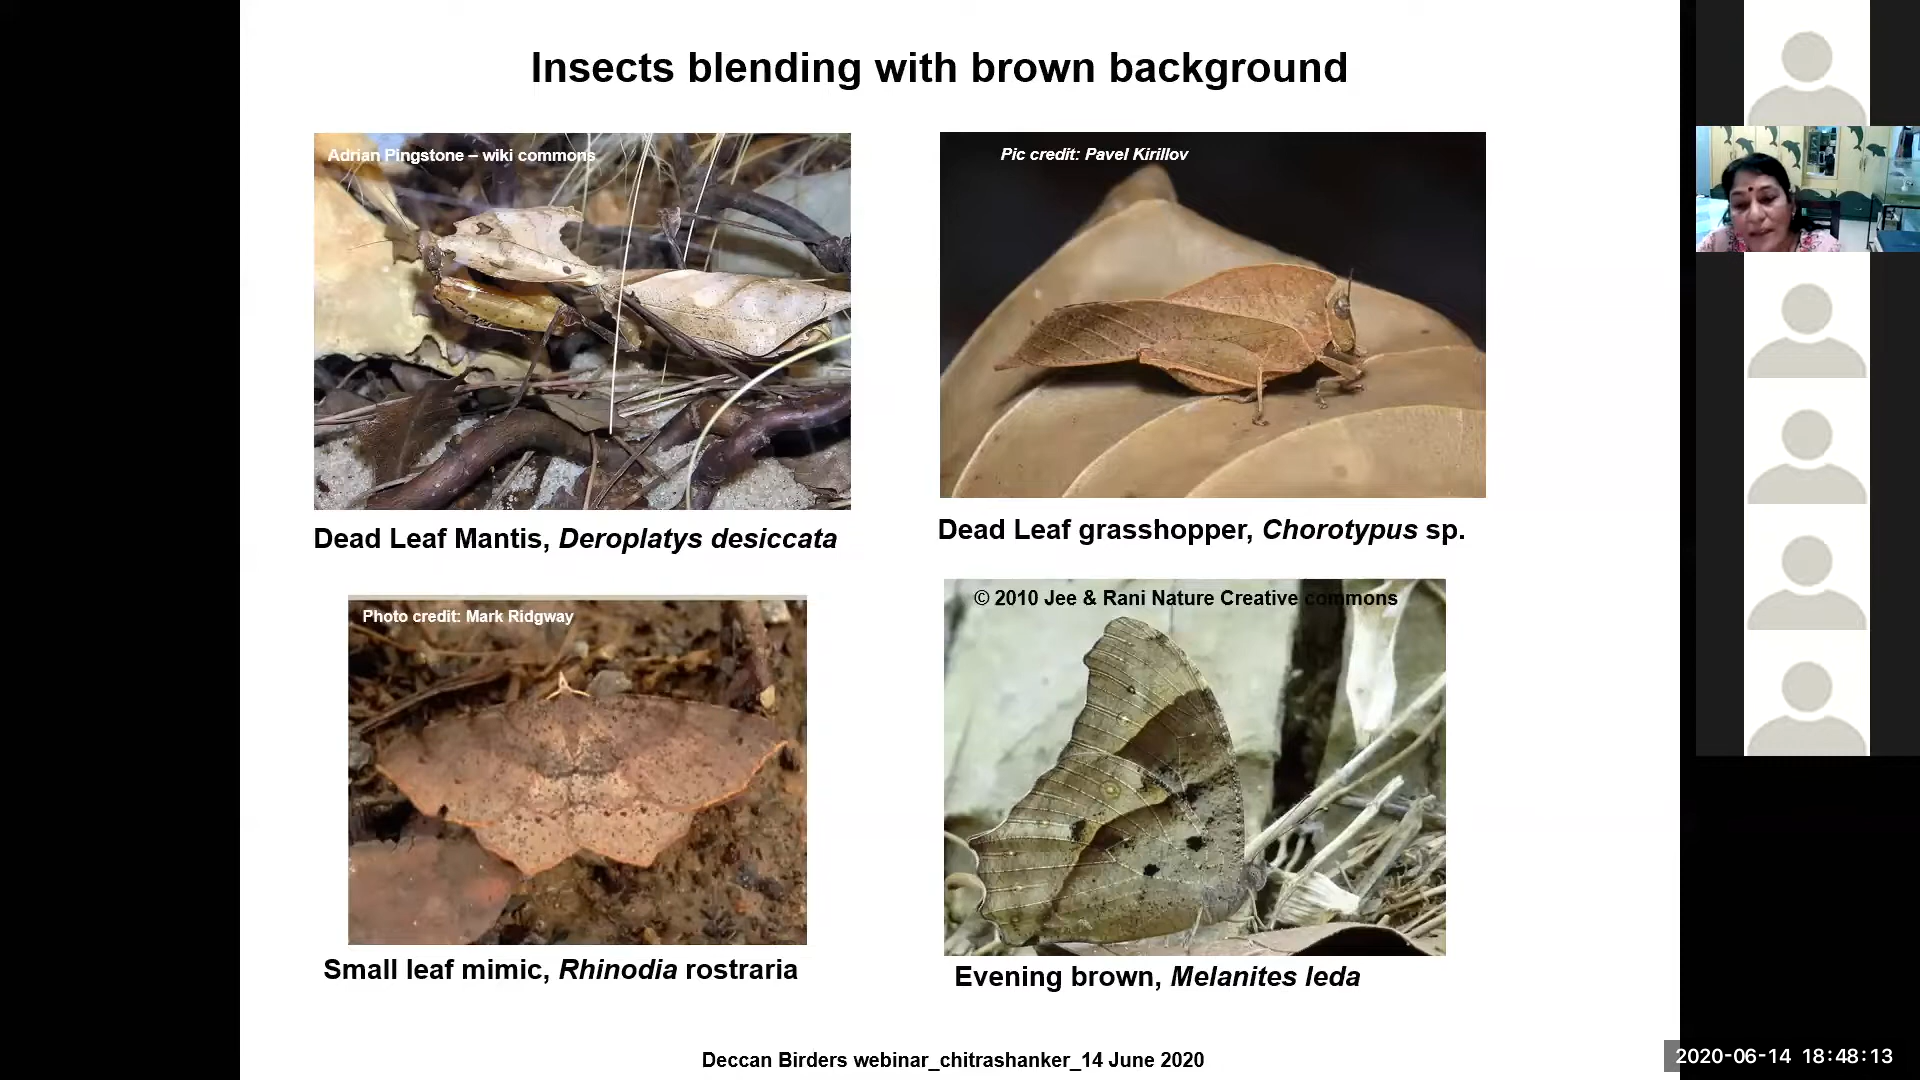 Insects blending with brown background
Adrian Pingstone – wiki commons
Pic credit: Pavel Kirillov
Dead Leaf Mantis, Deroplatys desiccata
Dead Leaf grasshopper, Chorotypus sp.
Photo credit: Mark Ridgway
© 2010 Jee & Rani Nature Creative commons
Small leaf mimic, Rhinodia rostraria
Evening brown, Melanites leda
Deccan Birders webinar_chitrashanker_14 June 2020
2020-06-14 18:48:13